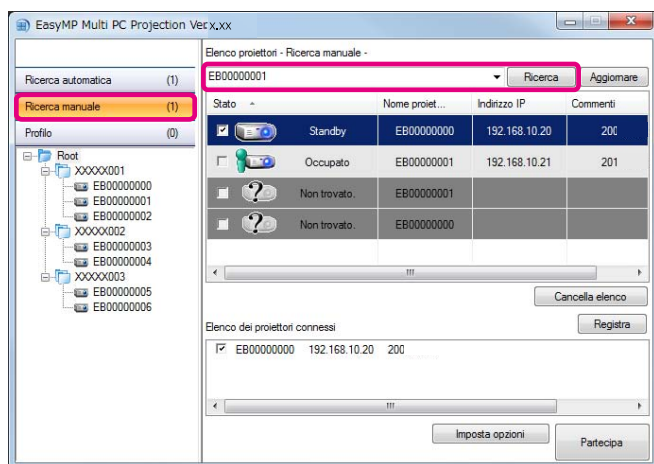 EasyMP Multi PC Projection Ver.x.xx
Elenco proiettori - Ricerca manuale -
Ricerca automatica (1)
Ricerca manuale (1)
Profilo (0)
EB00000001 Ricerca Aggiornare
Stato Nome proiet... Indirizzo IP Commenti
Standby EB00000000 192.168.10.20 200
Occupato EB00000001 192.168.10.21 201
Non trovato. EB00000001
Non trovato. EB00000000
Root
XXXXX001
EB00000000
EB00000001
EB00000002
XXXXX002
EB00000003
EB00000004
XXXXX003
EB00000005
EB00000006
Cancella elenco
Elenco dei proiettori connessi
Registra
EB00000000 192.168.10.20 200
Imposta opzioni
Partecipa